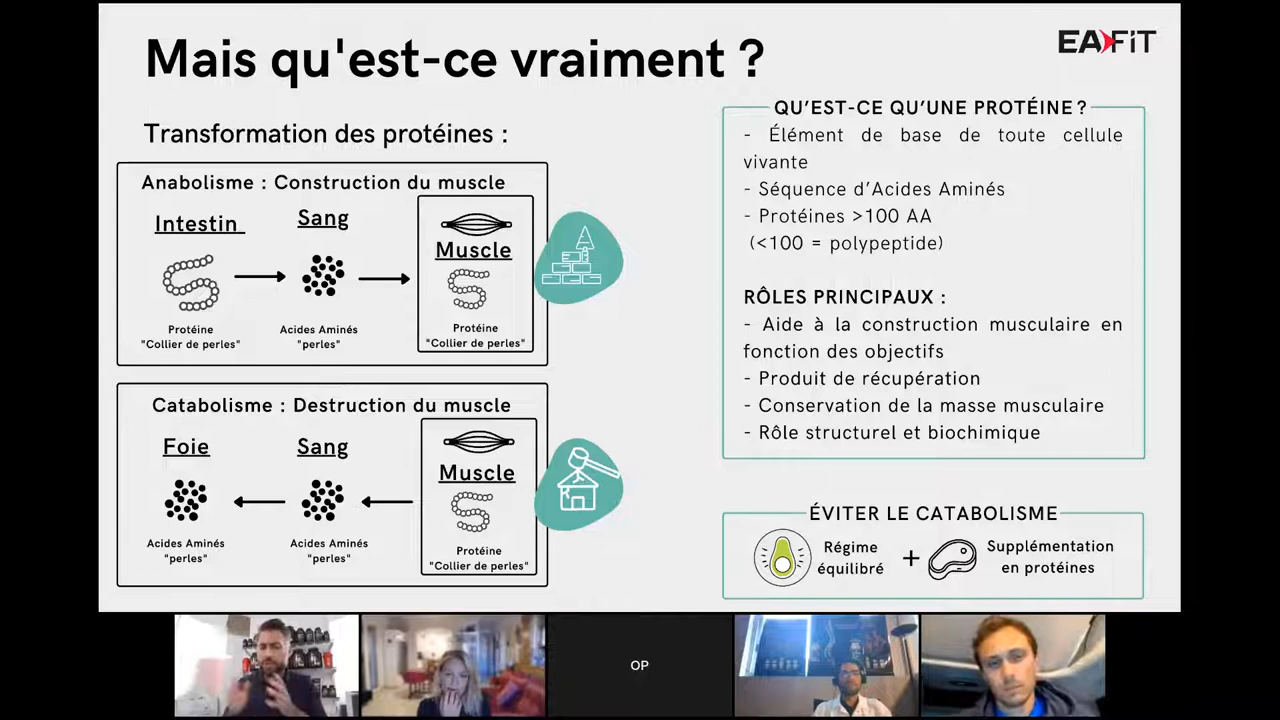 Mais qu'est-ce vraiment ?
EAFIT
Transformation des protéines :
Anabolisme : Construction du muscle
Intestin
Sang
Muscle
Protéine
"Collier de perles"
Acides Aminés
"perles"
Protéine
"Collier de perles"
Catabolisme : Destruction du muscle
Foie
Sang
Muscle
Acides Aminés
"perles"
Acides Aminés
"perles"
Protéine
"Collier de perles"
QU'EST-CE QU'UNE PROTÉINE ?
- Élément de base de toute cellule
vivante
- Séquence d'Acides Aminés
- Protéines >100 AA
(<100 = polypeptide)
RÔLES PRINCIPAUX :
- Aide à la construction musculaire en
fonction des objectifs
- Produit de récupération
- Conservation de la masse musculaire
- Rôle structurel et biochimique
ÉVITER LE CATABOLISME
Régime
équilibré
+
Supplémentation
en protéines
OP